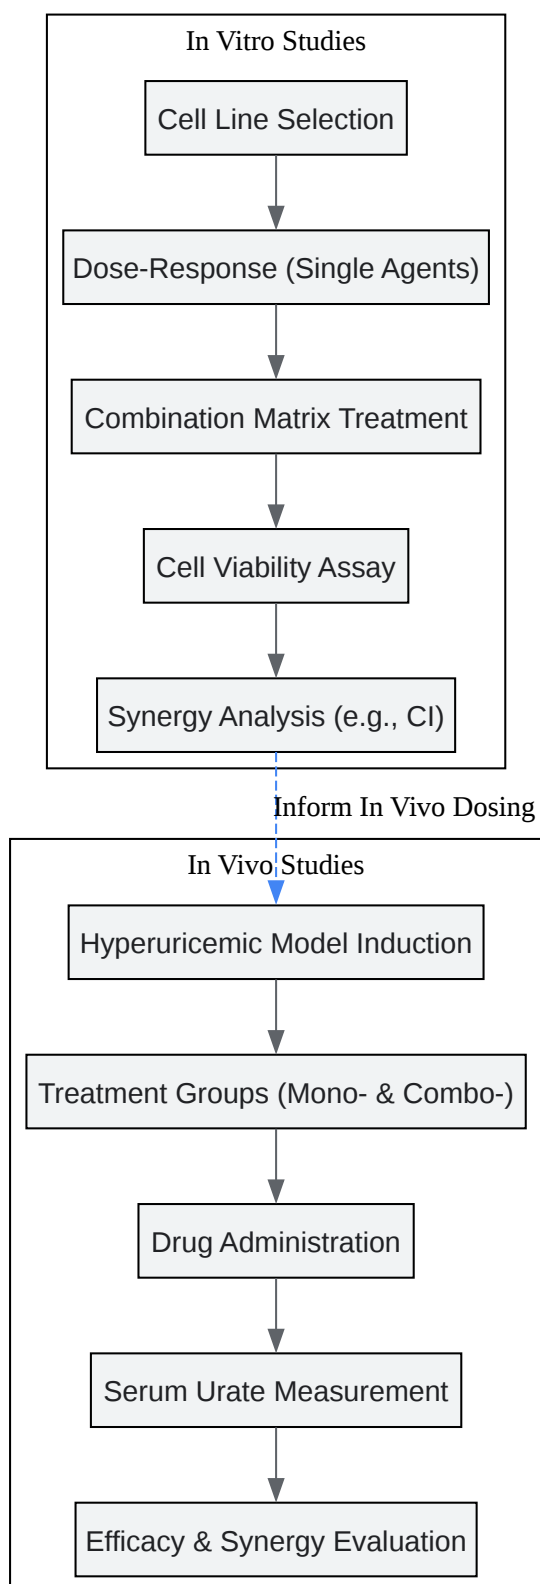 In Vitro Studies
Cell Line Selection
Dose-Response (Single Agents)
Combination Matrix Treatment
Cell Viability Assay
Synergy Analysis (e.g., CI)
Inform In Vivo Dosing
In Vivo Studies
Hyperuricemic Model Induction
Treatment Groups (Mono- & Combo-)
Drug Administration
Serum Urate Measurement
Efficacy & Synergy Evaluation